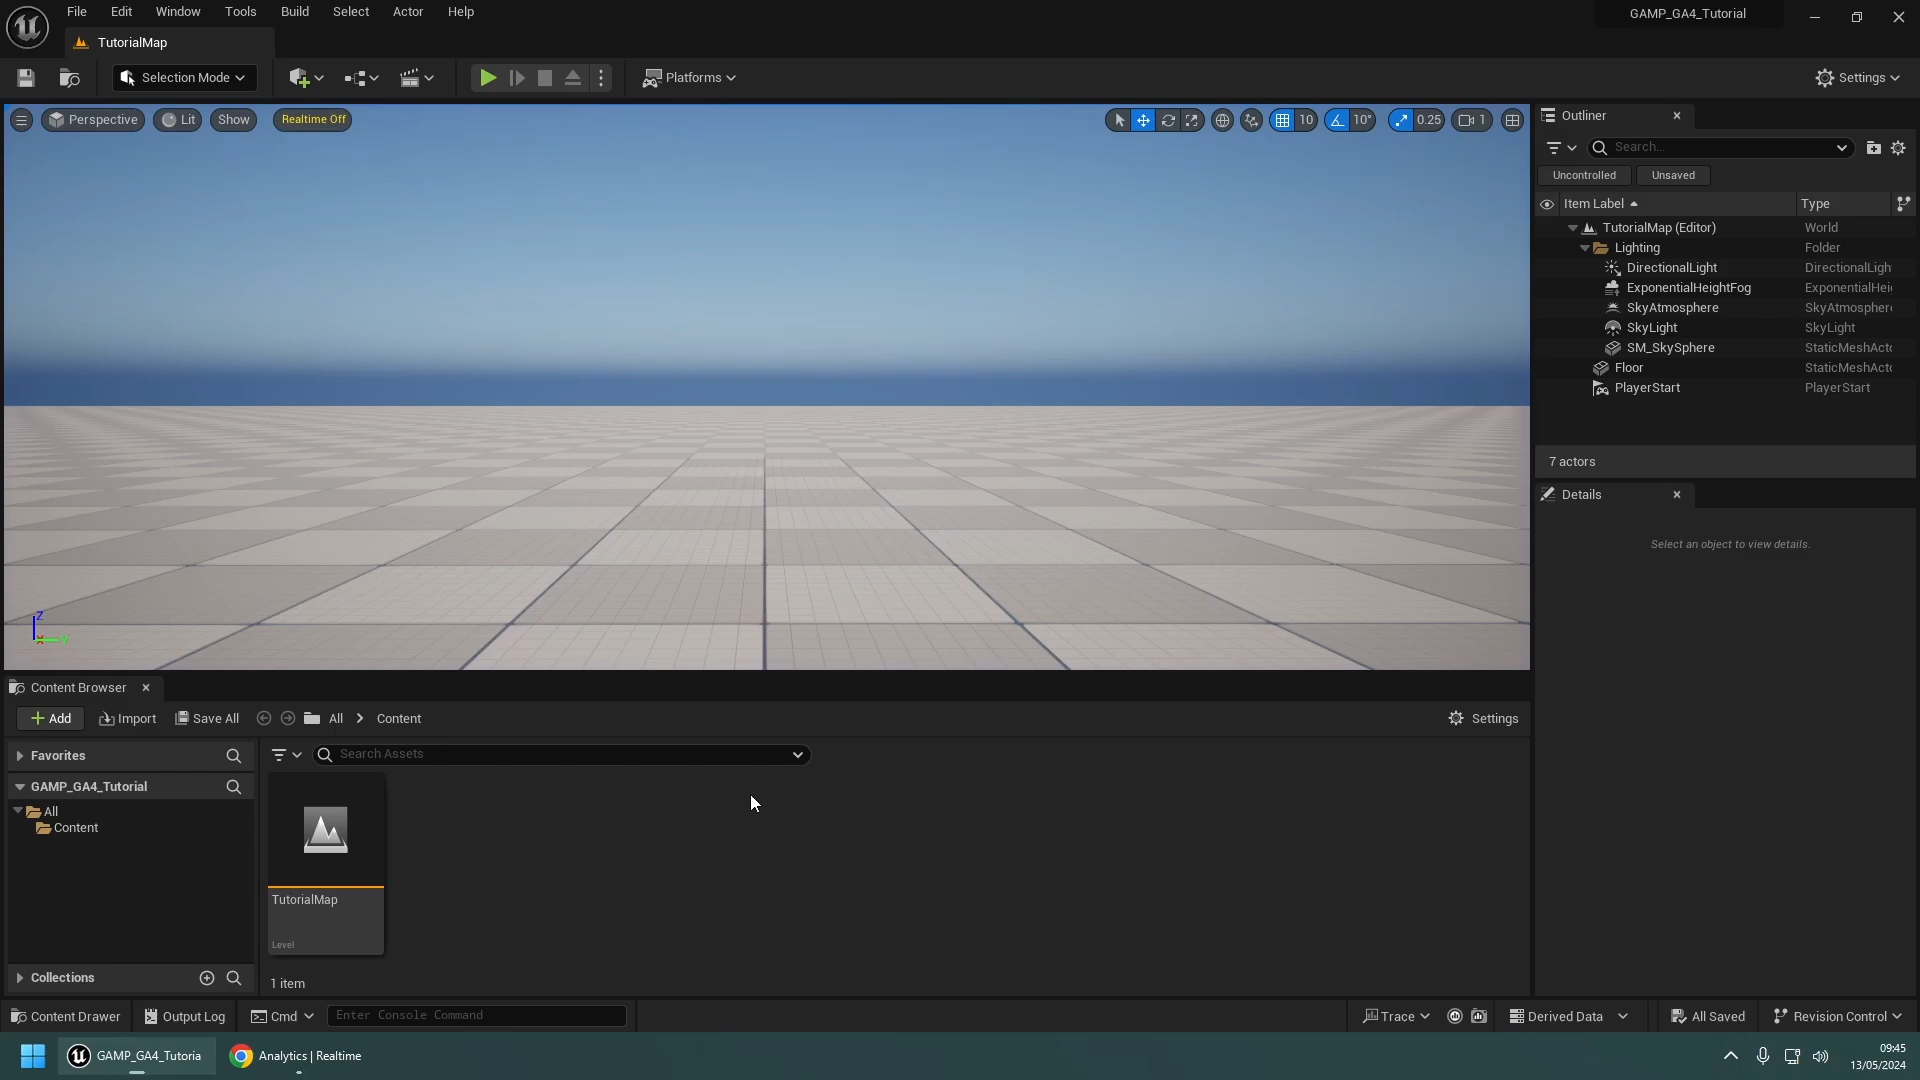 File Edit Window Tools Build Select Actor Help
GAMP_GA4_Tutorial
TutorialMap
Selection Mode
Platforms
Settings
Perspective Lit Show Realtime Off
10 10° 0.25 1
Outliner
Search...
Uncontrolled Unsaved
Item Label Type
TutorialMap (Editor) World
Lighting Folder
DirectionalLight DirectionalLigh
ExponentialHeightFog ExponentialHei
SkyAtmosphere SkyAtmospher
SkyLight SkyLight
SM_SkySphere StaticMeshActo
Floor StaticMeshActo
PlayerStart PlayerStart
7 actors
Details
Select an object to view details.
Z
X Y
Content Browser
Add Import Save All All Content Settings
Favorites
Search Assets
GAMP_GA4_Tutorial
All
Content
TutorialMap
Level
Collections
1 item
Content Drawer Output Log Cmd Enter Console Command Trace Derived Data All Saved Revision Control
GAMP_GA4_Tutoria Analytics | Realtime
09:45
13/05/2024